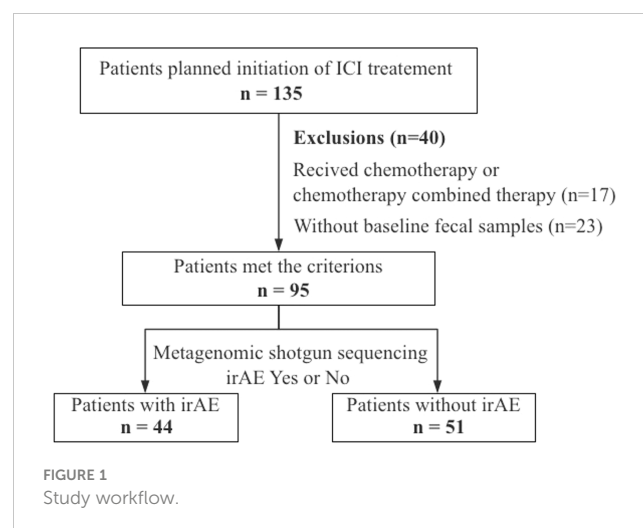 Patients planned initiation of ICI treatement
n = 135
Exclusions (n=40)
Recived chemotherapy or
chemotherapy combined therapy (n=17)
Without baseline fecal samples (n=23)
Patients met the criterions
n = 95
Metagenomic shotgun sequencing
irAE Yes or No
Patients with irAE
n = 44
Patients without irAE
n = 51
FIGURE 1
Study workflow.